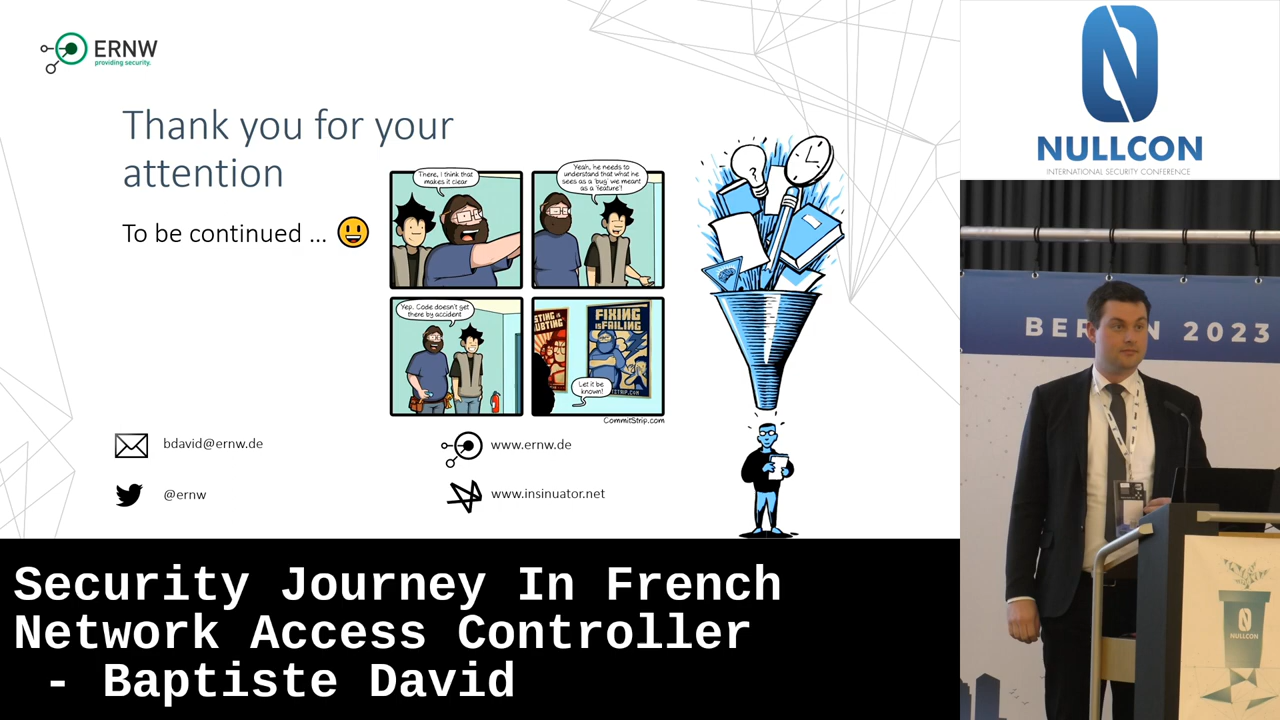 ERNW
providing security.
Thank you for your
attention
To be continued ... 😃
There, I think that
makes it clear
Yeah, he needs to
understand that what he
sees as a 'bug' we meant
as a 'feature'!
Yep. Code doesn't get
there by accident
FIXING
IS FAILING
Let it be
known!
CommitStrip.com
bdavid@ernw.de
www.ernw.de
@ernw
www.insinuator.net
NULLCON
INTERNATIONAL SECURITY CONFERENCE
2023
NULLCON
Security Journey In French
Network Access Controller
- Baptiste David